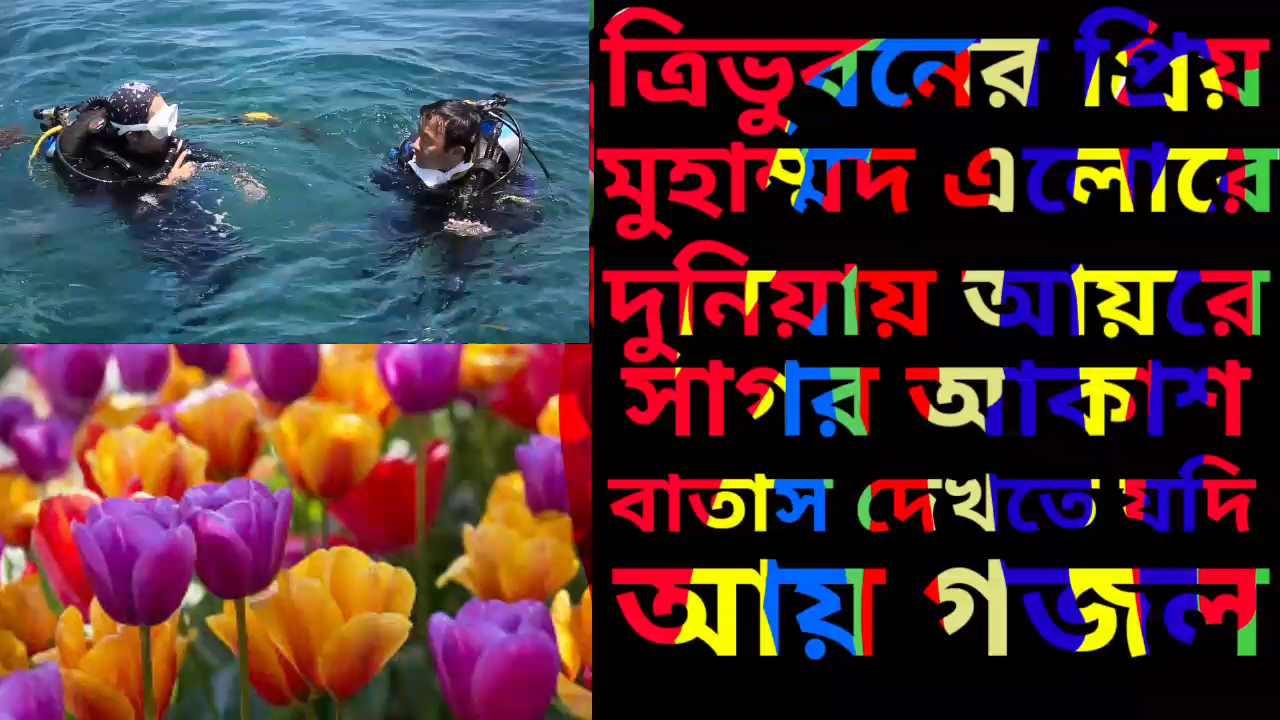 ত্রিভুবনের প্রিয়
মুহাম্মদ এলোরে
দুনিয়ায় আয়রে
সাগর আকাশ
বাতাস দেখতে যদি
আয় গজল